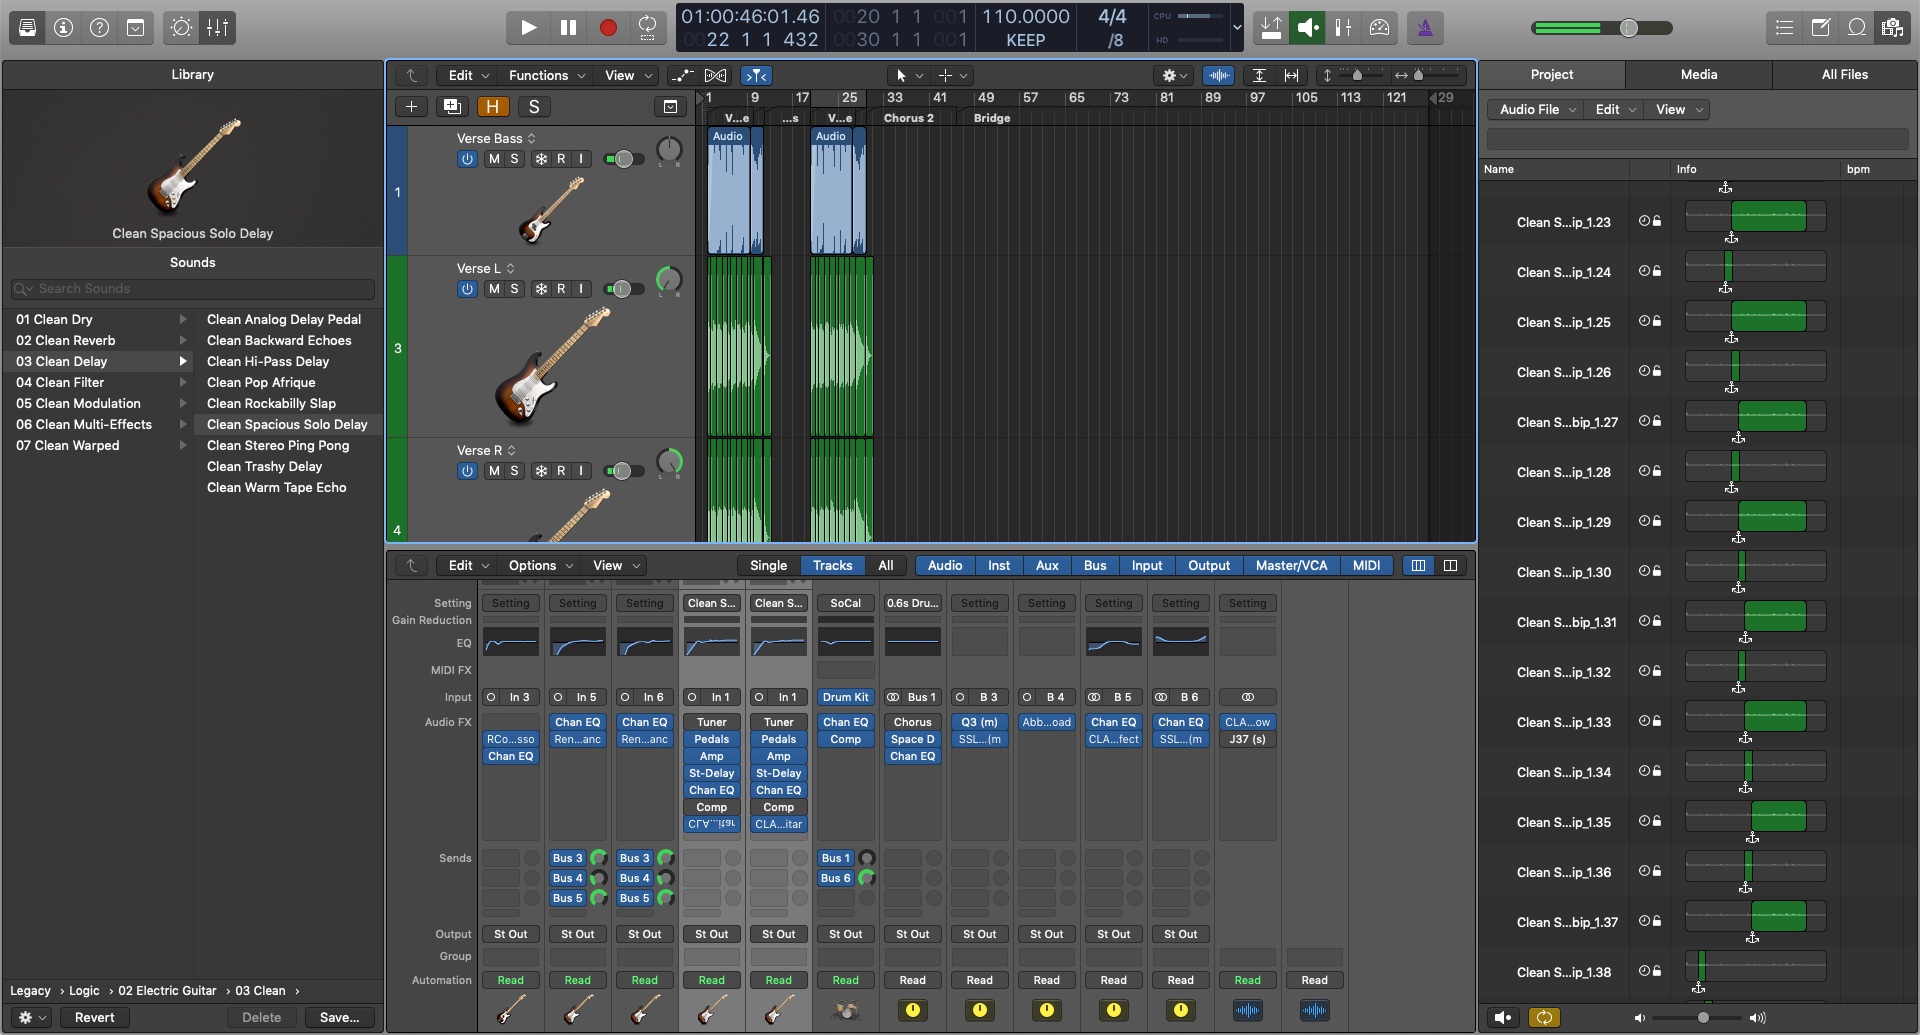 01:00:46:01.46
0022 1 1 432
0020 1 1 001
0030 1 1 001
110.0000
KEEP
4/4
/8
CPU
HD
Library
Clean Spacious Solo Delay
Sounds
Search Sounds
01 Clean Dry
02 Clean Reverb
03 Clean Delay
04 Clean Filter
05 Clean Modulation
06 Clean Multi-Effects
07 Clean Warped
Clean Analog Delay Pedal
Clean Backward Echoes
Clean Hi-Pass Delay
Clean Pop Afrique
Clean Rockabilly Slap
Clean Spacious Solo Delay
Clean Stereo Ping Pong
Clean Trashy Delay
Clean Warm Tape Echo
Legacy › Logic › 02 Electric Guitar › 03 Clean ›
Revert Delete Save...
Edit Functions View
H S
1 9 17 25 33 41 49 57 65 73 81 89 97 105 113 121 29
V...e ...s V...e Chorus 2 Bridge
1
Verse Bass
M S R I
L R
Audio Audio
3
Verse L
M S R I
L R
4
Verse R
M S R I
L R
Edit Options View Single Tracks All Audio Inst Aux Bus Input Output Master/VCA MIDI
Setting Setting Setting Setting Clean S... Clean S... SoCal 0.6s Dru... Setting Setting Setting Setting Setting
Gain Reduction
EQ
MIDI FX
Input In 3 In 5 In 6 In 1 In 1 Drum Kit Bus 1 B 3 B 4 B 5 B 6
Audio FX Chan EQ Chan EQ Tuner Tuner Chan EQ Chorus Q3 (m) Abb...oad Chan EQ Chan EQ CLA...ow
RCo...sso Ren...anc Ren...anc Pedals Pedals Comp Space D SSL...(m CLA...fect SSL...(m J37 (s)
Chan EQ Amp Amp Chan EQ
St-Delay St-Delay
Chan EQ Chan EQ
Comp Comp
CLA...itar CLA...itar
Sends Bus 3 Bus 3 Bus 1
Bus 4 Bus 4 Bus 6
Bus 5 Bus 5
Output St Out St Out St Out St Out St Out St Out St Out St Out St Out St Out St Out
Group
Automation Read Read Read Read Read Read Read Read Read Read Read Read Read
Project Media All Files
Audio File Edit View
Name Info bpm
Clean S...ip_1.23
Clean S...ip_1.24
Clean S...ip_1.25
Clean S...ip_1.26
Clean S...bip_1.27
Clean S...ip_1.28
Clean S...ip_1.29
Clean S...ip_1.30
Clean S...bip_1.31
Clean S...ip_1.32
Clean S...ip_1.33
Clean S...ip_1.34
Clean S...ip_1.35
Clean S...ip_1.36
Clean S...bip_1.37
Clean S...ip_1.38